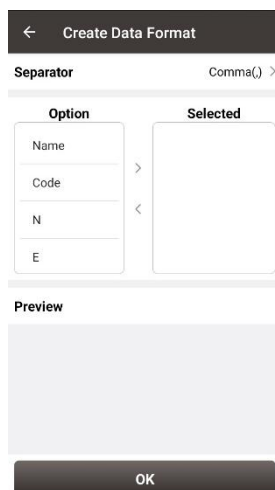 Create Data Format
Separator Comma(,)
Option Selected
Name
Code
N
E
Preview
OK